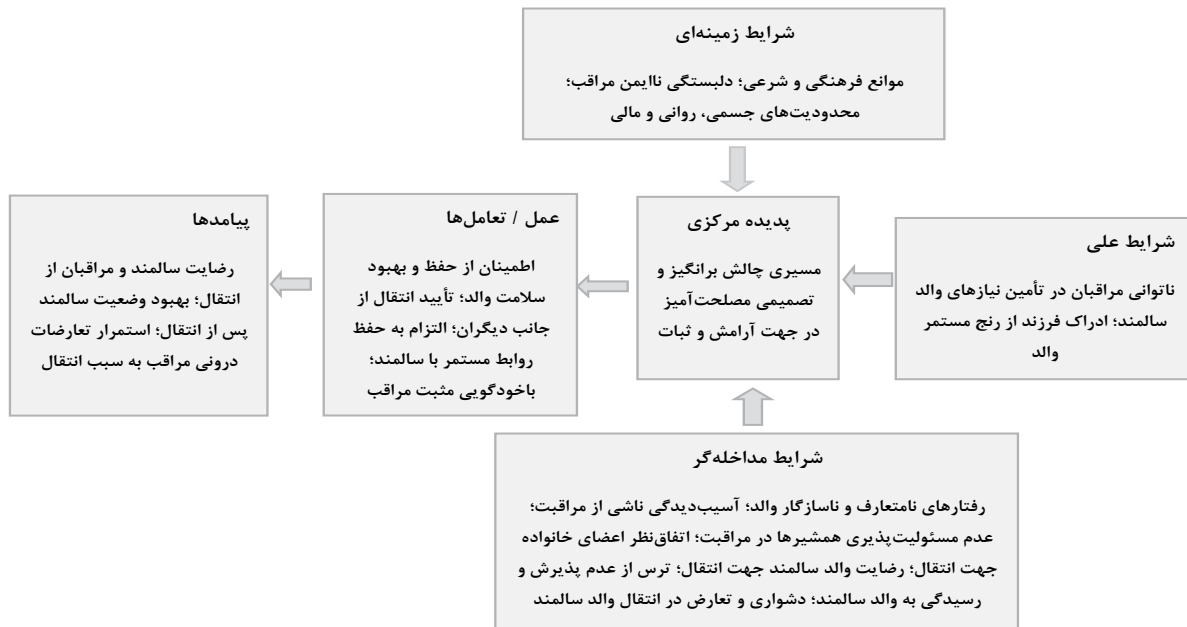 شرایط زمینه‌ای
موانع فرهنگی و شرعی؛ دلبستگی ناایمن مراقب؛
محدودیت‌های جسمی، روانی و مالی
شرایط علی
ناتوانی مراقبان در تأمین نیازهای والد
سالمند؛ ادراک فرزند از رنج مستمر
والد
پدیده مرکزی
مسیری چالش برانگیز و
تصمیمی مصلحت‌آمیز
در جهت آرامش و ثبات
عمل / تعامل‌ها
اطمینان از حفظ و بهبود
سلامت والد؛ تأیید انتقال از
جانب دیگران؛ التزام به حفظ
روابط مستمر با سالمند؛
باخودگویی مثبت مراقب
پیامدها
رضایت سالمند و مراقبان از
انتقال؛ بهبود وضعیت سالمند
پس از انتقال؛ استمرار تعارضات
درونی مراقب به سبب انتقال
شرایط مداخله‌گر
رفتارهای نامتعارف و ناسازگار والد؛ آسیب‌دیدگی ناشی از مراقبت؛
عدم مسئولیت‌پذیری همشیرها در مراقبت؛ اتفاق‌نظر اعضای خانواده
جهت انتقال؛ رضایت والد سالمند جهت انتقال؛ ترس از عدم پذیرش و
رسیدگی به والد سالمند؛ دشواری و تعارض در انتقال والد سالمند